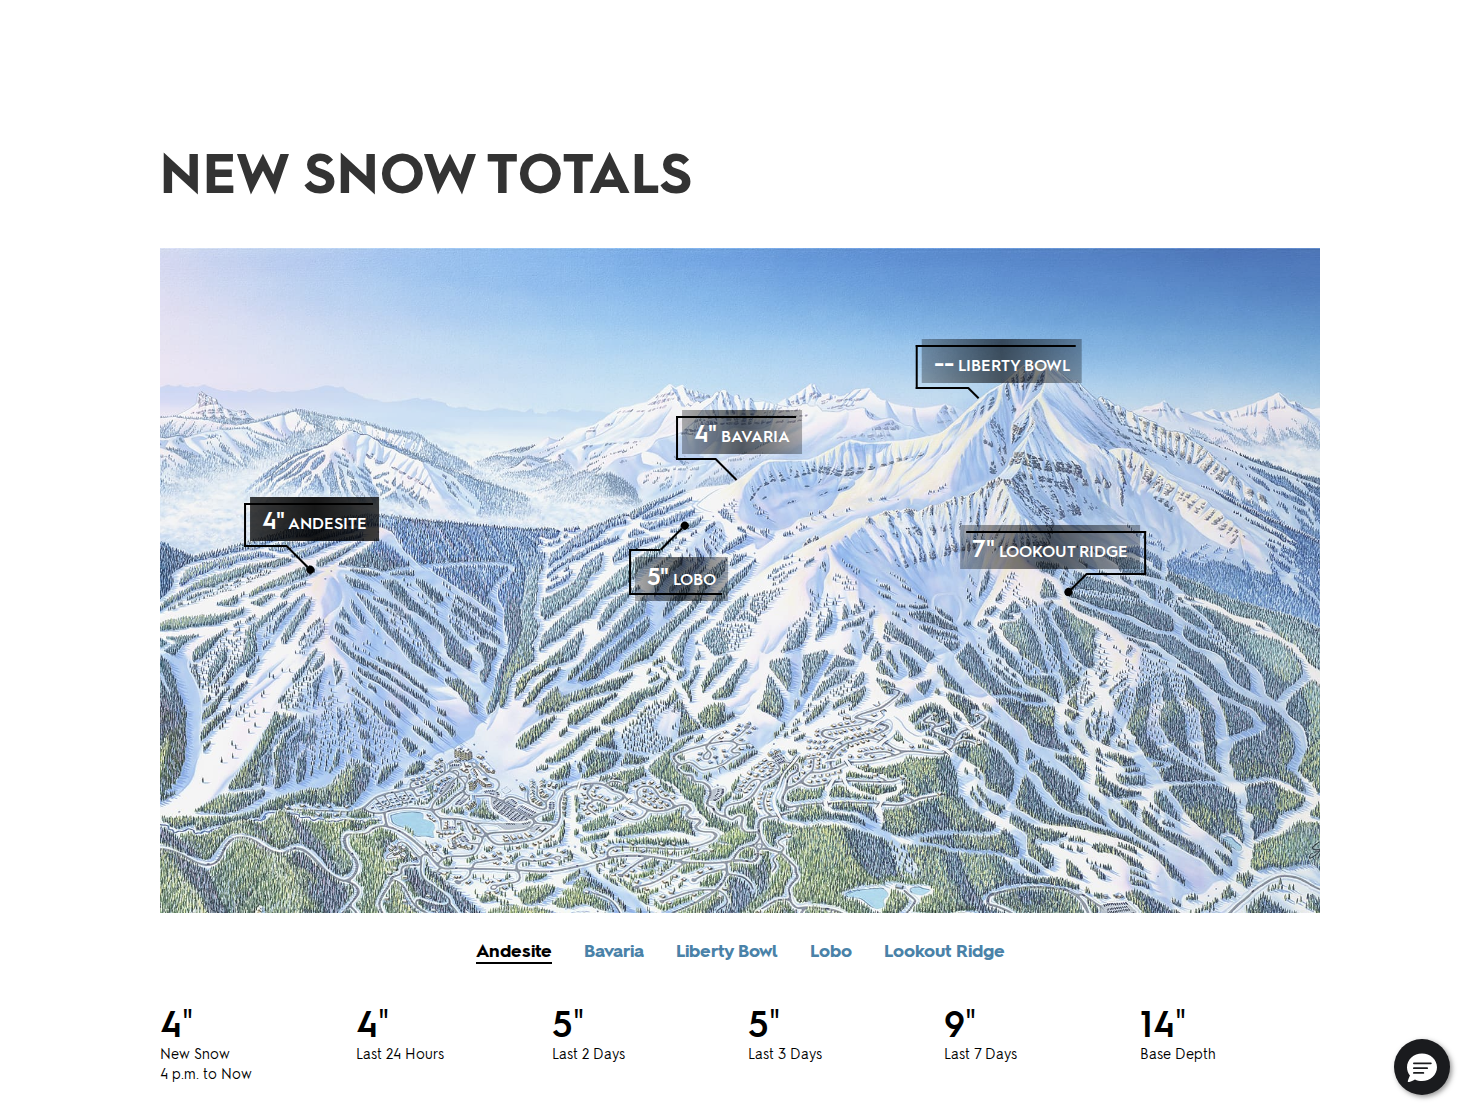 NEW SNOW TOTALS
-- LIBERTY BOWL
4" BAVARIA
4" ANDESITE
7" LOOKOUT RIDGE
5" LOBO
Andesite Bavaria Liberty Bowl Lobo Lookout Ridge
4" 4" 5" 5" 9" 14"
New Snow Last 24 Hours Last 2 Days Last 3 Days Last 7 Days Base Depth
4 p.m. to Now